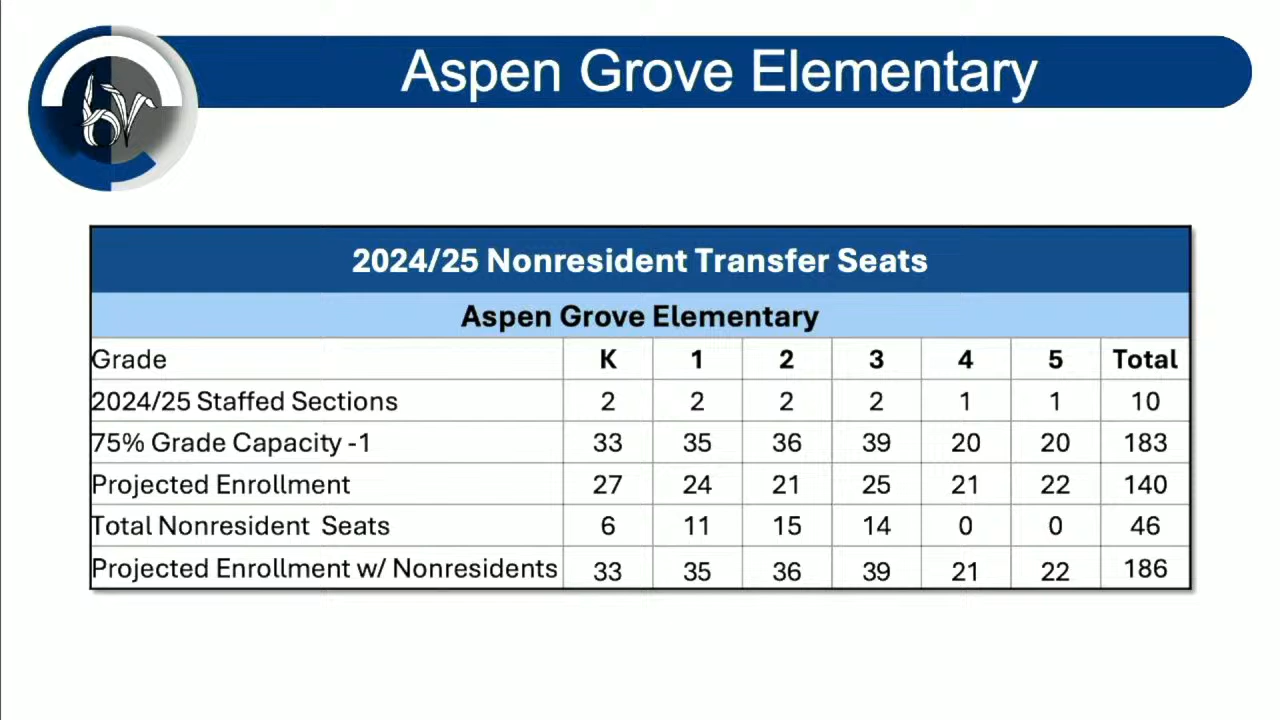 bv
Aspen Grove Elementary
2024/25 Nonresident Transfer Seats
Aspen Grove Elementary
Grade K 1 2 3 4 5 Total
2024/25 Staffed Sections 2 2 2 2 1 1 10
75% Grade Capacity -1 33 35 36 39 20 20 183
Projected Enrollment 27 24 21 25 21 22 140
Total Nonresident Seats 6 11 15 14 0 0 46
Projected Enrollment w/ Nonresidents 33 35 36 39 21 22 186